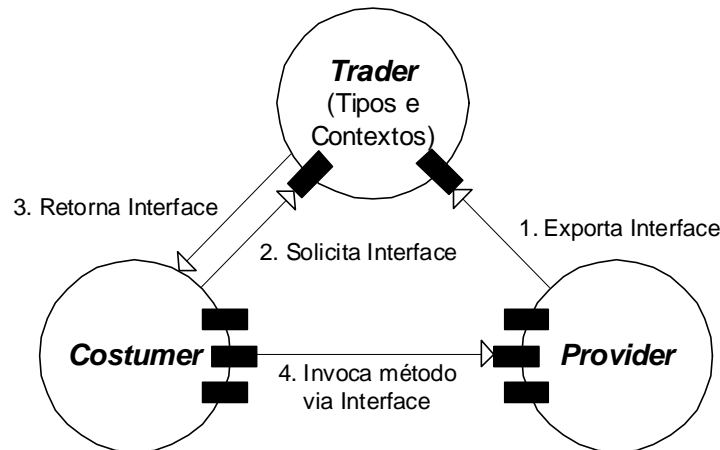 Trader
(Tipos e
Contextos)
3. Retorna Interface
1. Exporta Interface
2. Solicita Interface
Costumer
Provider
4. Invoca método
via Interface